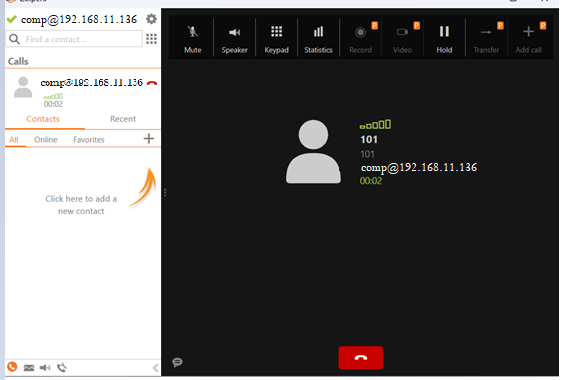 comp@192.168.11.136
Find a contact ..
Calls
comp@192.168.11.136
00:02
Contacts Recent
All Online Favorites
Click here to add a
new contact
Mute Speaker Keypad Statistics Record Video Hold Transfer Add call
P P P P
101
101
comp@192.168.11.136
00:02